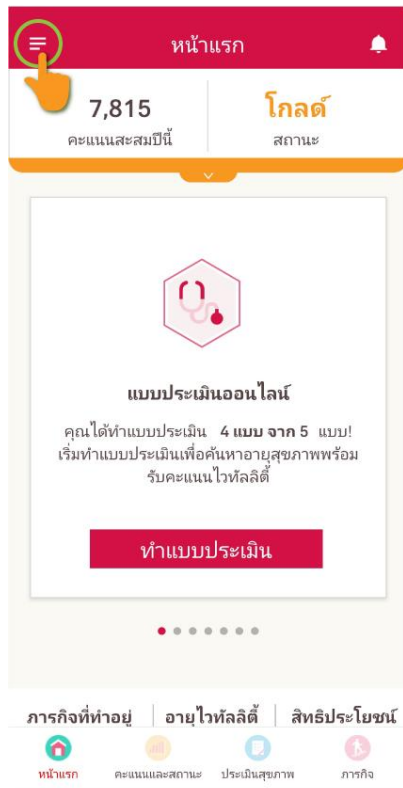 หน้าแรก
7,815
โกลด์
คะแนนสะสมปีนี้
สถานะ
แบบประเมินออนไลน์
คุณได้ทำแบบประเมิน 4 แบบ จาก 5 แบบ!
เริ่มทำแบบประเมินเพื่อค้นหาอายุสุขภาพพร้อม
รับคะแนนไวทัลลิตี้
ทำแบบประเมิน
ภารกิจที่ทำอยู่ อายุไวทัลลิตี้ สิทธิประโยชน์
หน้าแรก คะแนนและสถานะ ประเมินสุขภาพ ภารกิจ